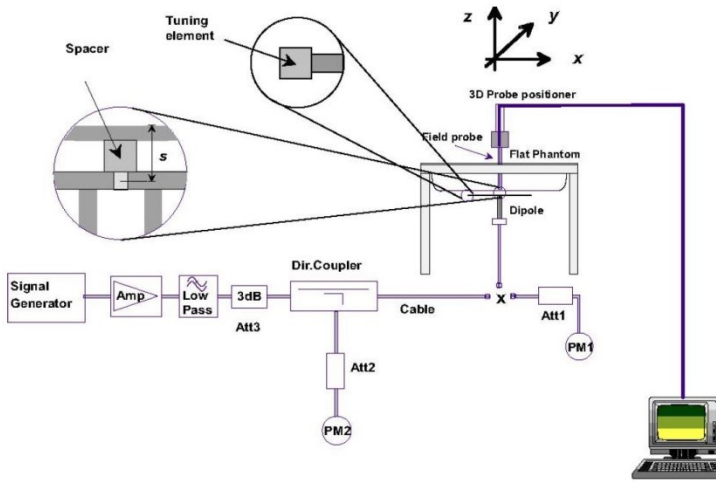 Tuning
element
Spacer
s
z
y
x
3D Probe positioner
Field probe
Flat Phantom
Dipole
Signal
Generator
Amp
Low
Pass
3dB
Att3
Dir.Coupler
Cable
x
Att1
PM1
Att2
PM2